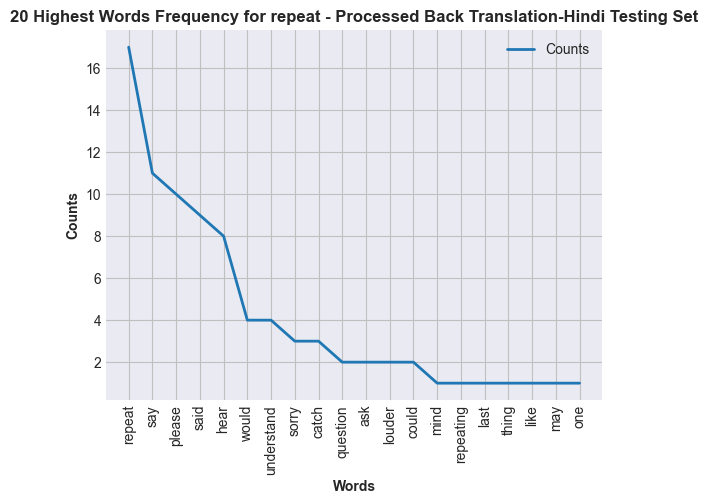 20 Highest Words Frequency for repeat - Processed Back Translation-Hindi Testing Set
Counts
16
14
12
10
8
6
4
2
Counts
repeat
say
please
said
hear
would
understand
sorry
catch
question
ask
louder
could
mind
repeating
last
thing
like
may
one
Words